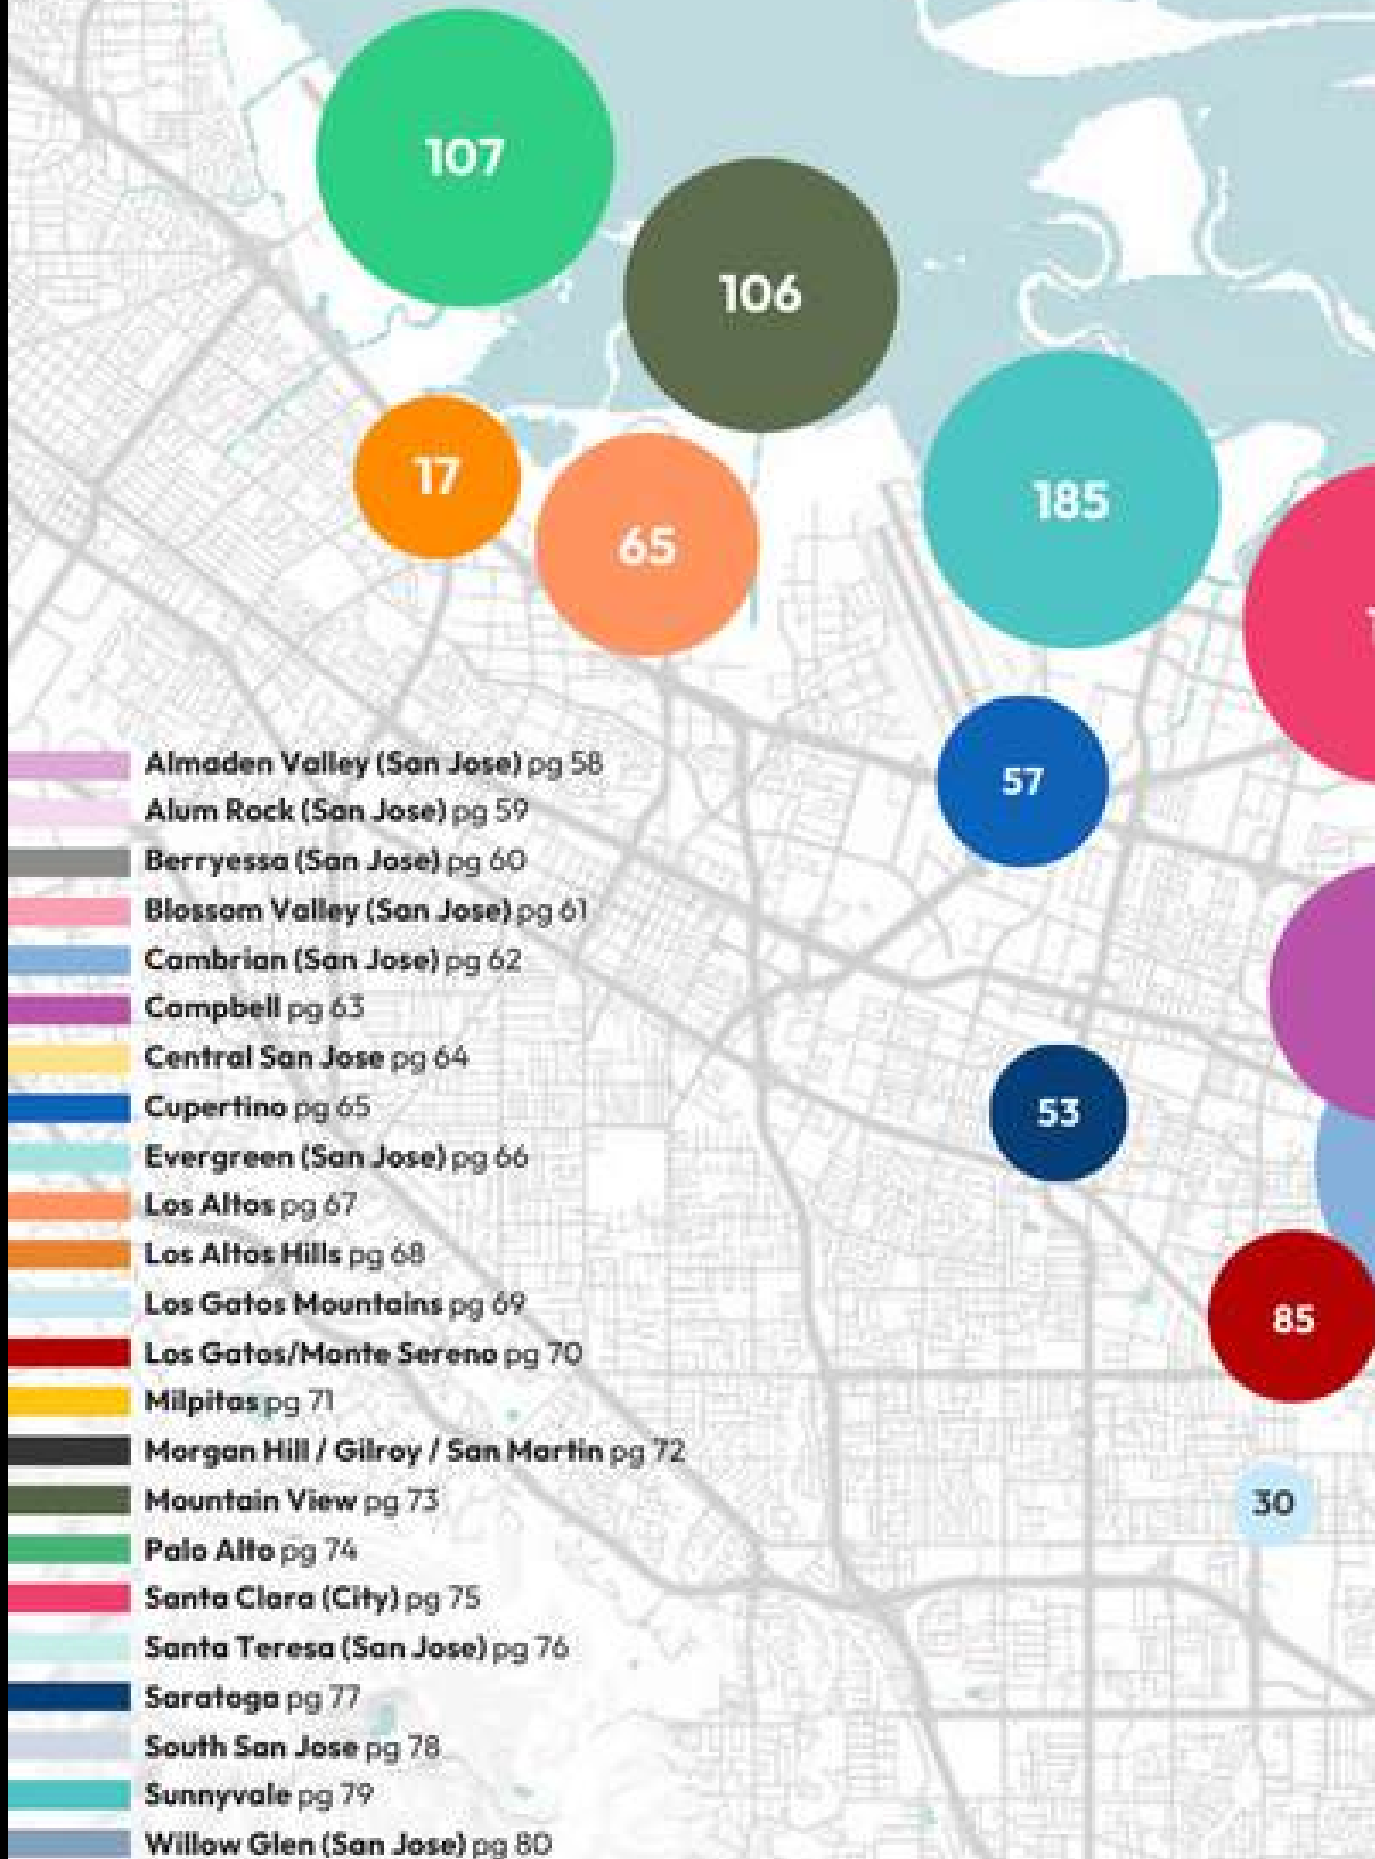 107
106
17
65
185
57
53
85
30
Almaden Valley (San Jose) pg 58
Alum Rock (San Jose) pg 59
Berryessa (San Jose) pg 60
Blossom Valley (San Jose) pg 61
Cambrian (San Jose) pg 62
Campbell pg 63
Central San Jose pg 64
Cupertino pg 65
Evergreen (San Jose) pg 66
Los Altos pg 67
Los Altos Hills pg 68
Los Gatos Mountains pg 69
Los Gatos/Monte Sereno pg 70
Milpitas pg 71
Morgan Hill / Gilroy / San Martin pg 72
Mountain View pg 73
Palo Alto pg 74
Santa Clara (City) pg 75
Santa Teresa (San Jose) pg 76
Saratoga pg 77
South San Jose pg 78
Sunnyvale pg 79
Willow Glen (San Jose) pg 80